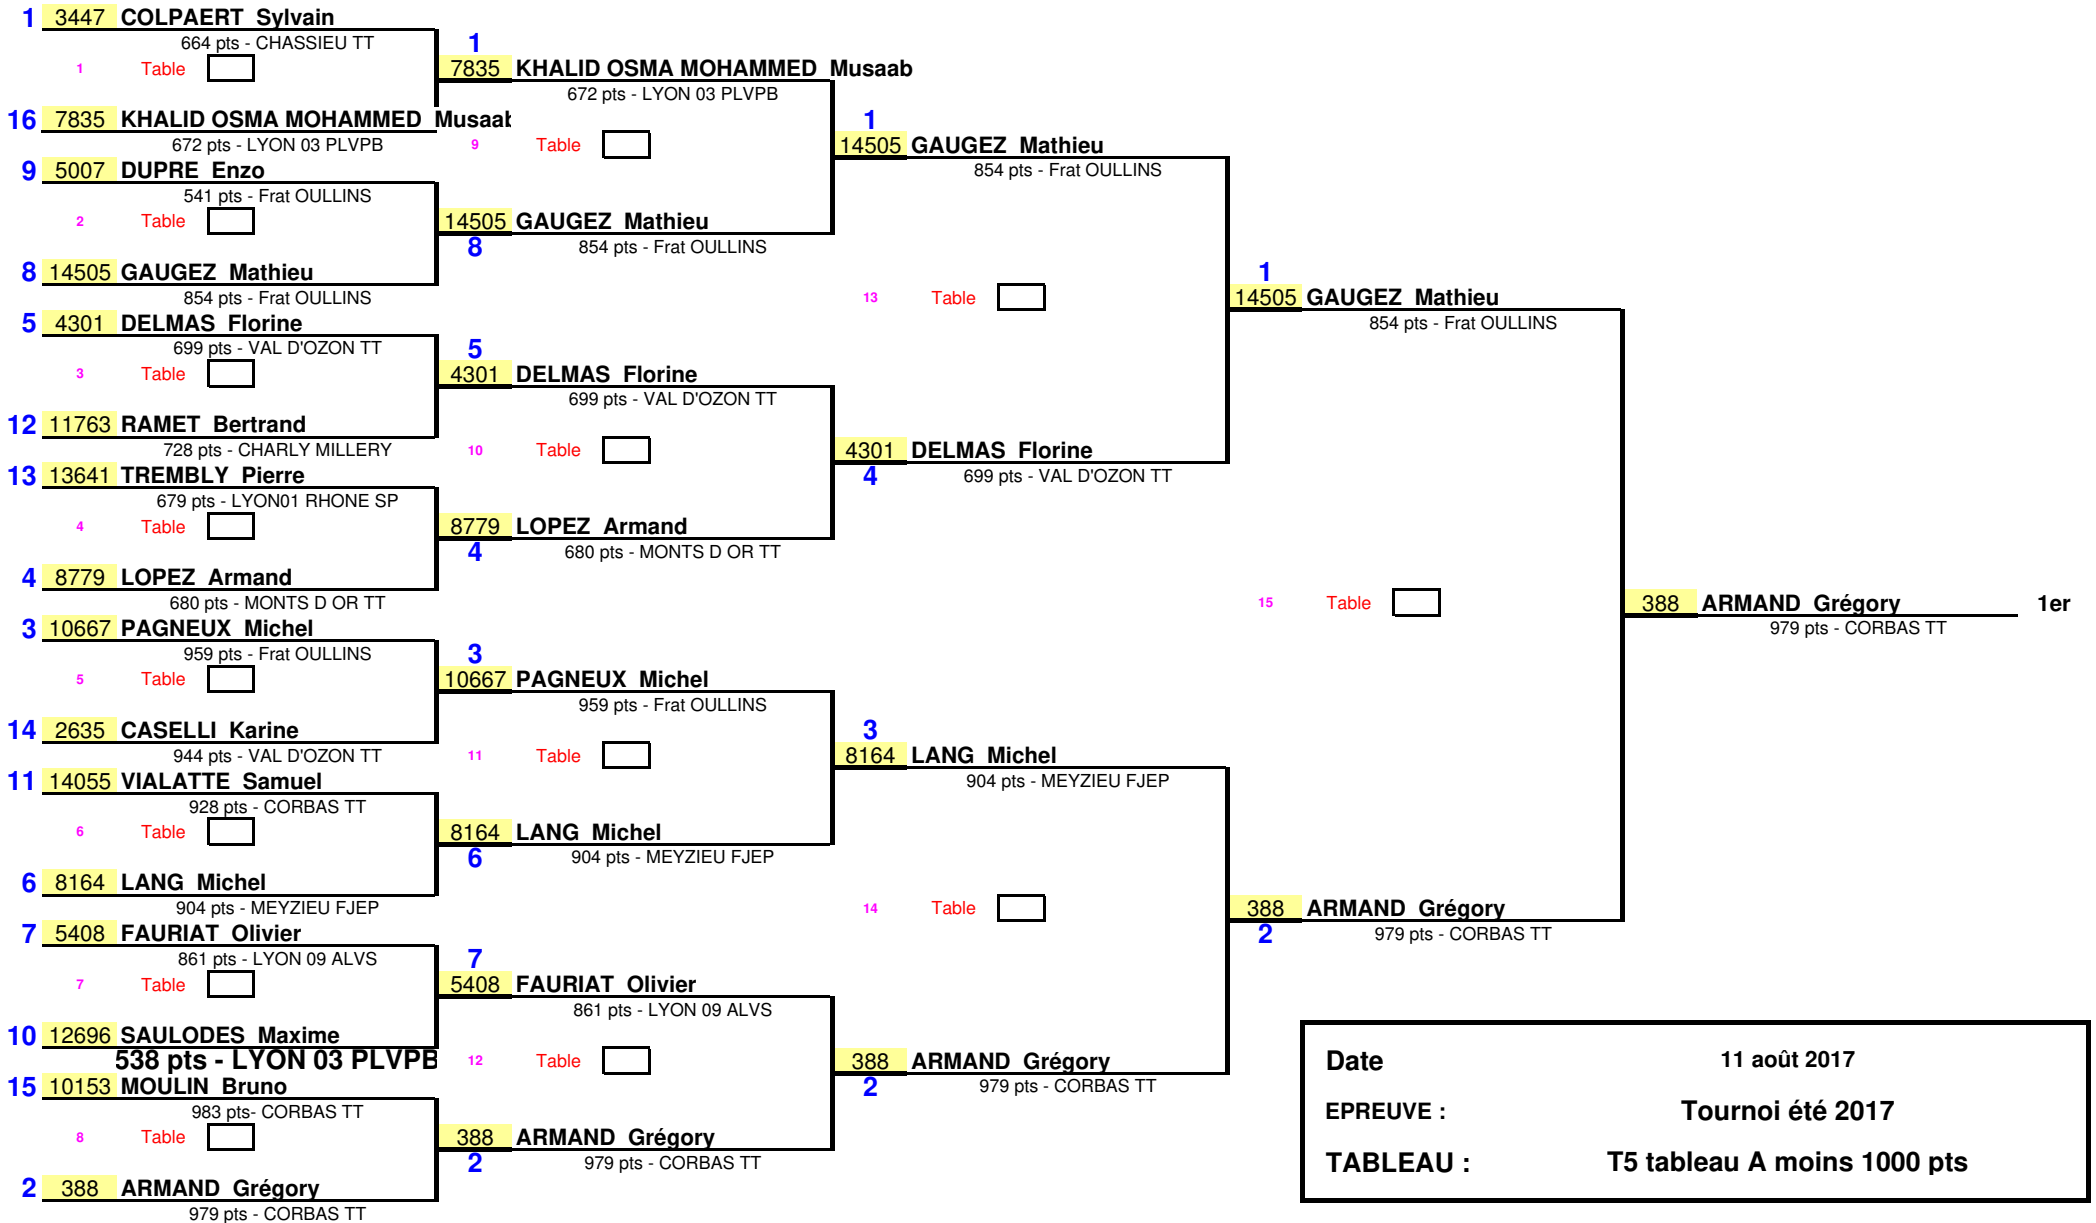 1 3447 COLPAERT Sylvain
664 pts - CHASSIEU TT
1 Table
16 7835 KHALID OSMA MOHAMMED Musaab
672 pts - LYON 03 PLVPB
9 5007 DUPRE Enzo
541 pts - Frat OULLINS
2 Table
8 14505 GAUGEZ Mathieu
854 pts - Frat OULLINS
5 4301 DELMAS Florine
699 pts - VAL D'OZON TT
3 Table
12 11763 RAMET Bertrand
728 pts - CHARLY MILLERY
13 13641 TREMBLY Pierre
679 pts - LYON01 RHONE SP
4 Table
4 8779 LOPEZ Armand
680 pts - MONTS D OR TT
3 10667 PAGNEUX Michel
959 pts - Frat OULLINS
5 Table
14 2635 CASELLI Karine
944 pts - VAL D'OZON TT
11 14055 VIALATTE Samuel
928 pts - CORBAS TT
6 Table
6 8164 LANG Michel
904 pts - MEYZIEU FJEP
7 5408 FAURIAT Olivier
861 pts - LYON 09 ALVS
7 Table
10 12696 SAULODES Maxime
538 pts - LYON 03 PLVPB
15 10153 MOULIN Bruno
983 pts- CORBAS TT
8 Table
2 388 ARMAND Grégory
979 pts - CORBAS TT
1
7835 KHALID OSMA MOHAMMED Musaab
672 pts - LYON 03 PLVPB
9 Table
14505 GAUGEZ Mathieu
8
854 pts - Frat OULLINS
5
4301 DELMAS Florine
699 pts - VAL D'OZON TT
10 Table
8779 LOPEZ Armand
4
680 pts - MONTS D OR TT
3
10667 PAGNEUX Michel
959 pts - Frat OULLINS
11 Table
8164 LANG Michel
6
904 pts - MEYZIEU FJEP
7
5408 FAURIAT Olivier
861 pts - LYON 09 ALVS
12 Table
388 ARMAND Grégory
2
979 pts - CORBAS TT
1
14505 GAUGEZ Mathieu
854 pts - Frat OULLINS
13 Table
4301 DELMAS Florine
4
699 pts - VAL D'OZON TT
3
8164 LANG Michel
904 pts - MEYZIEU FJEP
14 Table
388 ARMAND Grégory
2
979 pts - CORBAS TT
1
14505 GAUGEZ Mathieu
854 pts - Frat OULLINS
15 Table
388 ARMAND Grégory
2
979 pts - CORBAS TT
388 ARMAND Grégory 1er
979 pts - CORBAS TT
Date 11 août 2017
EPREUVE : Tournoi été 2017
TABLEAU : T5 tableau A moins 1000 pts